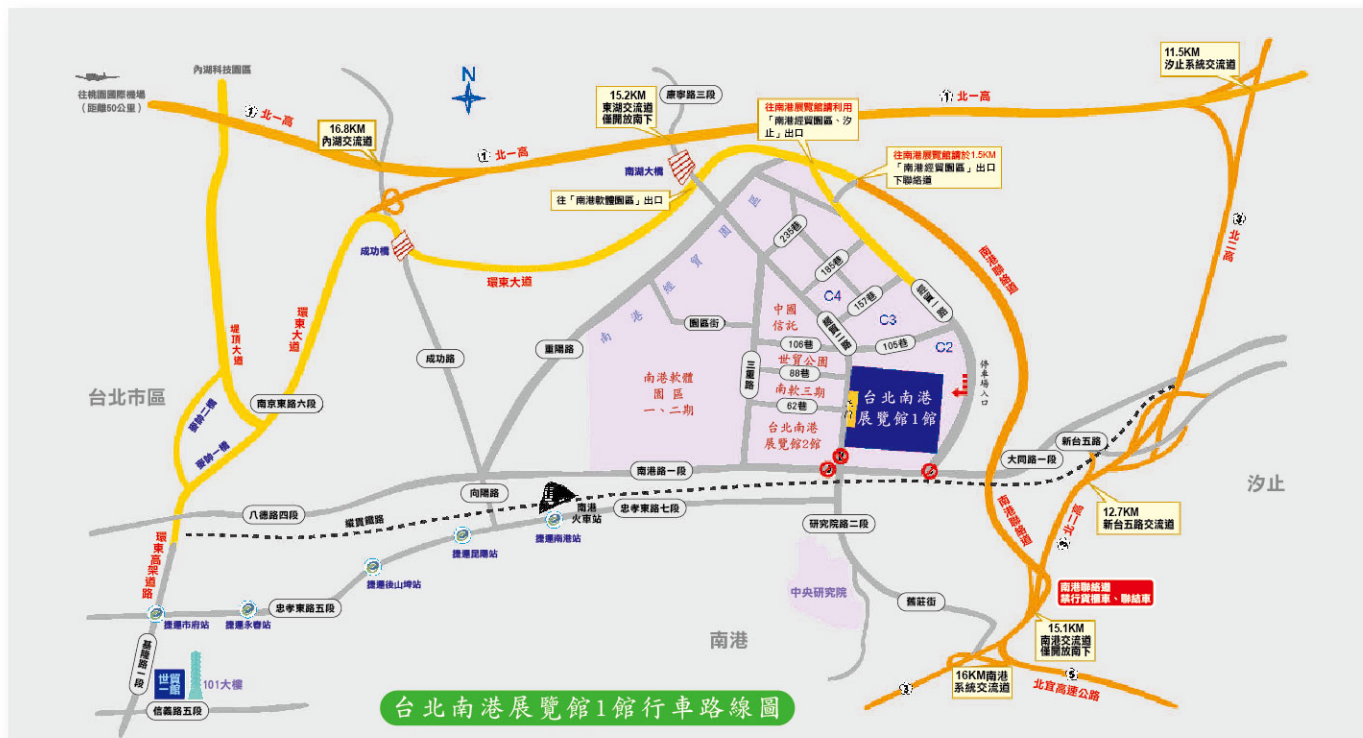 內湖科技園區
往桃園國際機場
(距離50公里)
N
15.2KM
東湖交流道
僅開放南下
康寧路三段
11.5KM
汐止系統交流道
1
北一高
16.8KM
內湖交流道
1
北一高
1
北一高
往南港展覽館請利用
「南港經貿園區、汐
止」出口
往南港展覽館請於1.5KM
「南港經貿園區」出口
下聯絡道
南湖大橋
往「南港軟體園區」出口
成功橋
環東大道
南港經貿園區
235巷
185巷
157巷
C4
C3
C2
經貿一路
經貿二路
南港聯絡道
北二高
堤頂大道
環東大道
成功路
重陽路
園區街
中國
信託
106巷
105巷
世貿公園
88巷
三重路
南軟三期
62巷
南港軟體
園區
一、二期
台北南港
展覽館2館
台北南港
展覽館1館
停車場入口
台北市區
南京東路六段
麥帥二橋
麥帥一橋
南港路一段
大同路一段
新台五路
汐止
八德路四段
向陽路
縱貫鐵路
南港
火車站
忠孝東路七段
捷運南港站
捷運昆陽站
捷運後山埤站
研究院路二段
12.7KM
新台五路交流道
北二高
南港聯絡道
環東高架道路
忠孝東路五段
捷運市府站
捷運永春站
中央研究院
舊莊街
南港聯絡道
禁行貨櫃車、聯結車
15.1KM
南港交流道
僅開放南下
基隆路一段
世貿
一館
101大樓
信義路五段
南港
16KM南港
系統交流道
3
5
北宜高速公路
台北南港展覽館1館行車路線圖